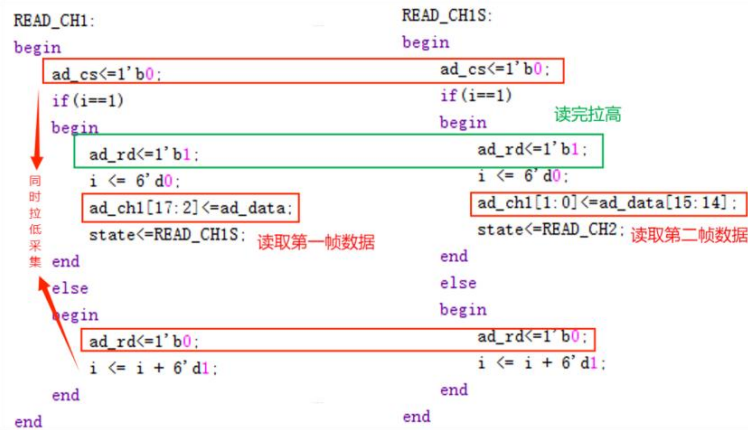 READ_CH1:
begin
ad_cs<=1'b0;
if(i==1)
begin
ad_rd<=1'b1;
i <= 6'd0;
ad_ch1[17:2]<=ad_data;
state<=READ_CH1S;
读取第一帧数据
end
else
begin
ad_rd<=1'b0;
i <= i + 6'd1;
end
end
同时拉低采集
READ_CH1S:
begin
ad_cs<=1'b0;
if(i==1)
begin
读完拉高
ad_rd<=1'b1;
i <= 6'd0;
ad_ch1[1:0]<=ad_data[15:14];
state<=READ_CH2;
读取第二帧数据
end
else
begin
ad_rd<=1'b0;
i <= i + 6'd1;
end
end